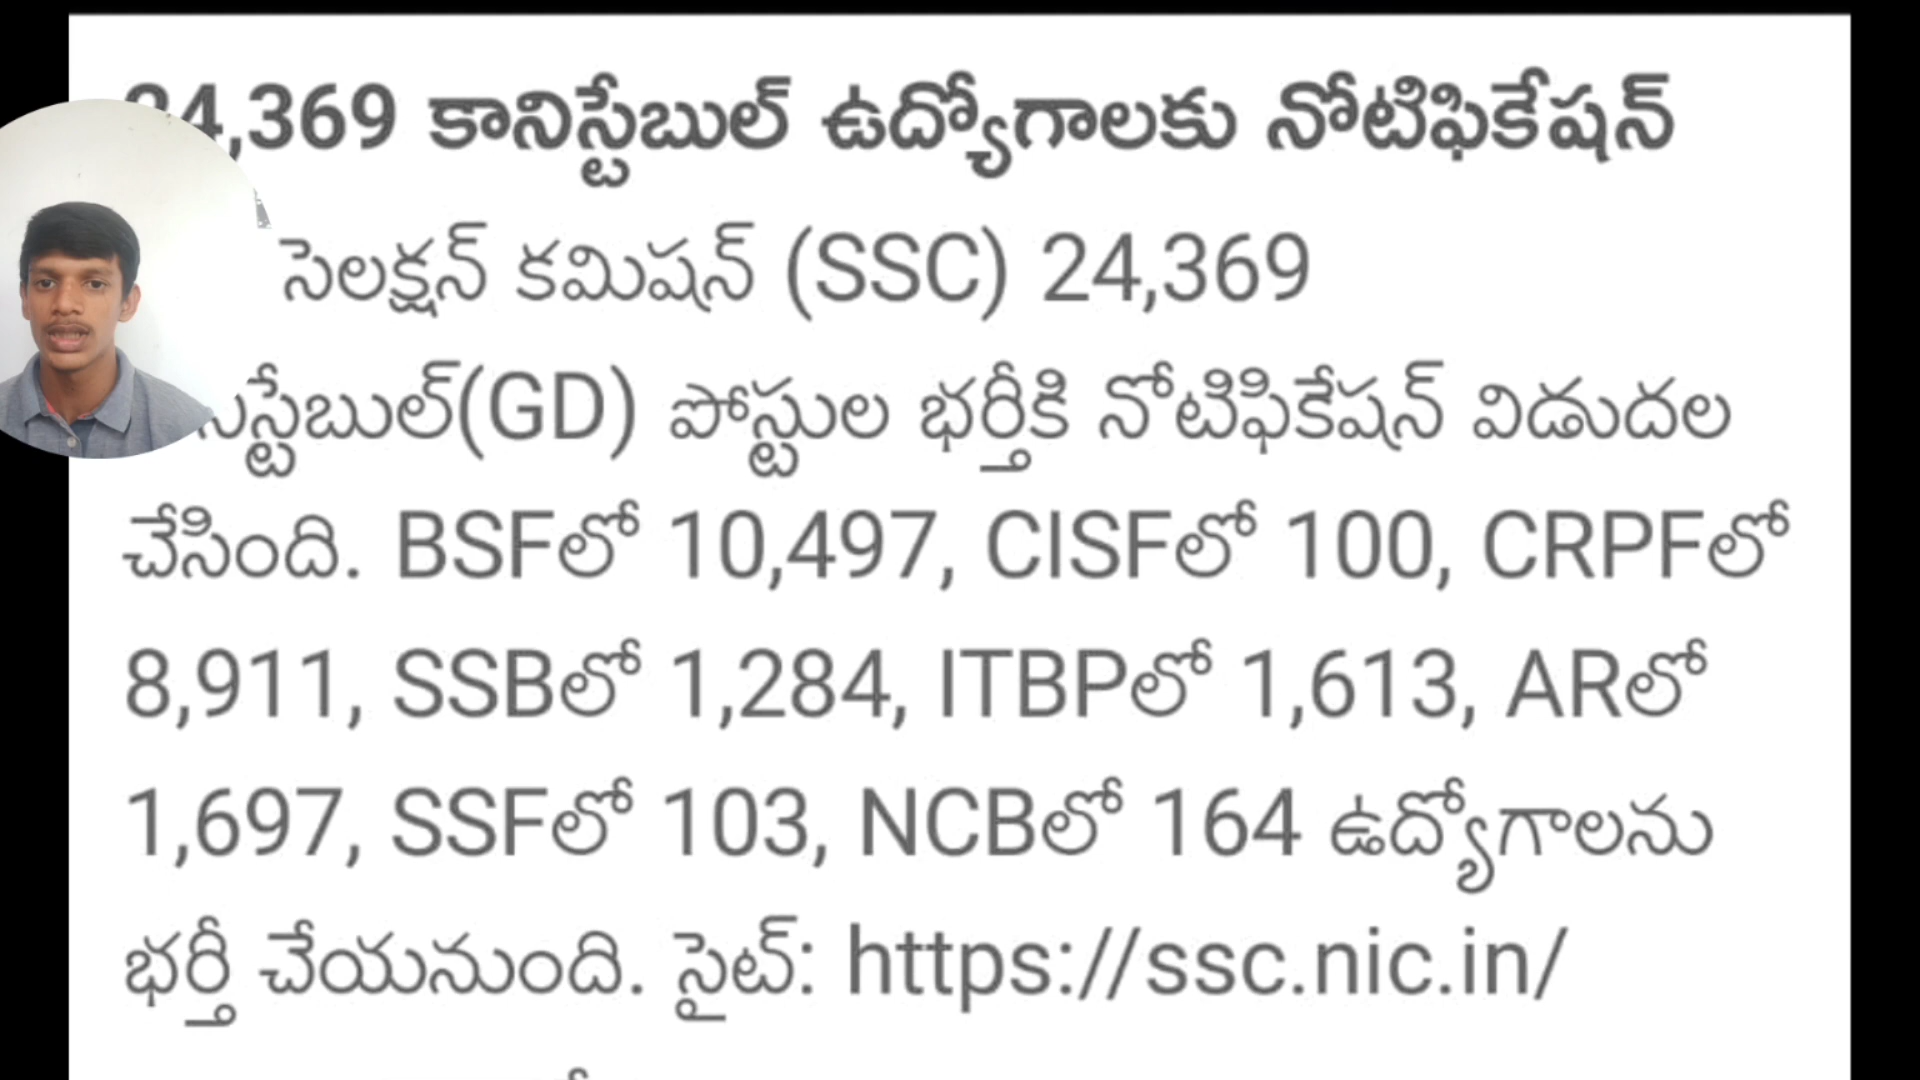 24,369 కానిస్టేబుల్ ఉద్యోగాలకు నోటిఫికేషన్
సెలక్షన్ కమిషన్ (SSC) 24,369
పోస్టుల భర్తీకి నోటిఫికేషన్ విడుదల
చేసింది. BSFలో 10,497, CISFలో 100, CRPFలో
8,911, SSBలో 1,284, ITBPలో 1,613, ARలో
1,697, SSFలో 103, NCBలో 164 ఉద్యోగాలను
భర్తీ చేయనుంది. సైట్: https://ssc.nic.in/